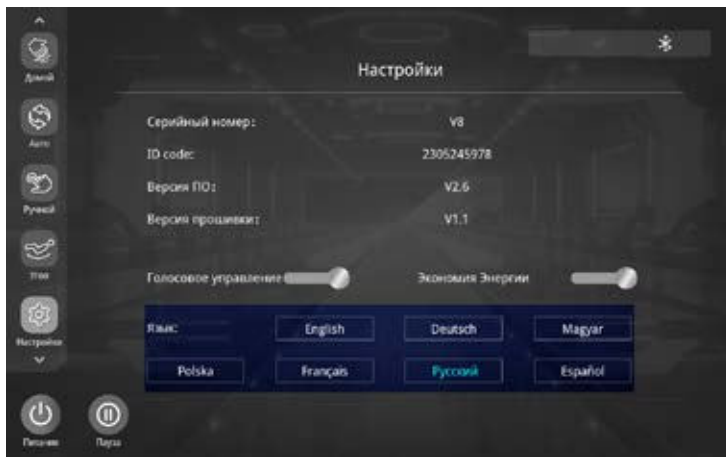 Настройки
Домой
Авто
Ручной
Угол
Настройки
Питание
Пауза
Серийный номер: V8
ID code: 2305245978
Версия ПО: V2.6
Версия прошивки: V1.1
Голосовое управление Экономия Энергии
Язык: English Deutsch Magyar
Polska Français Русский Español